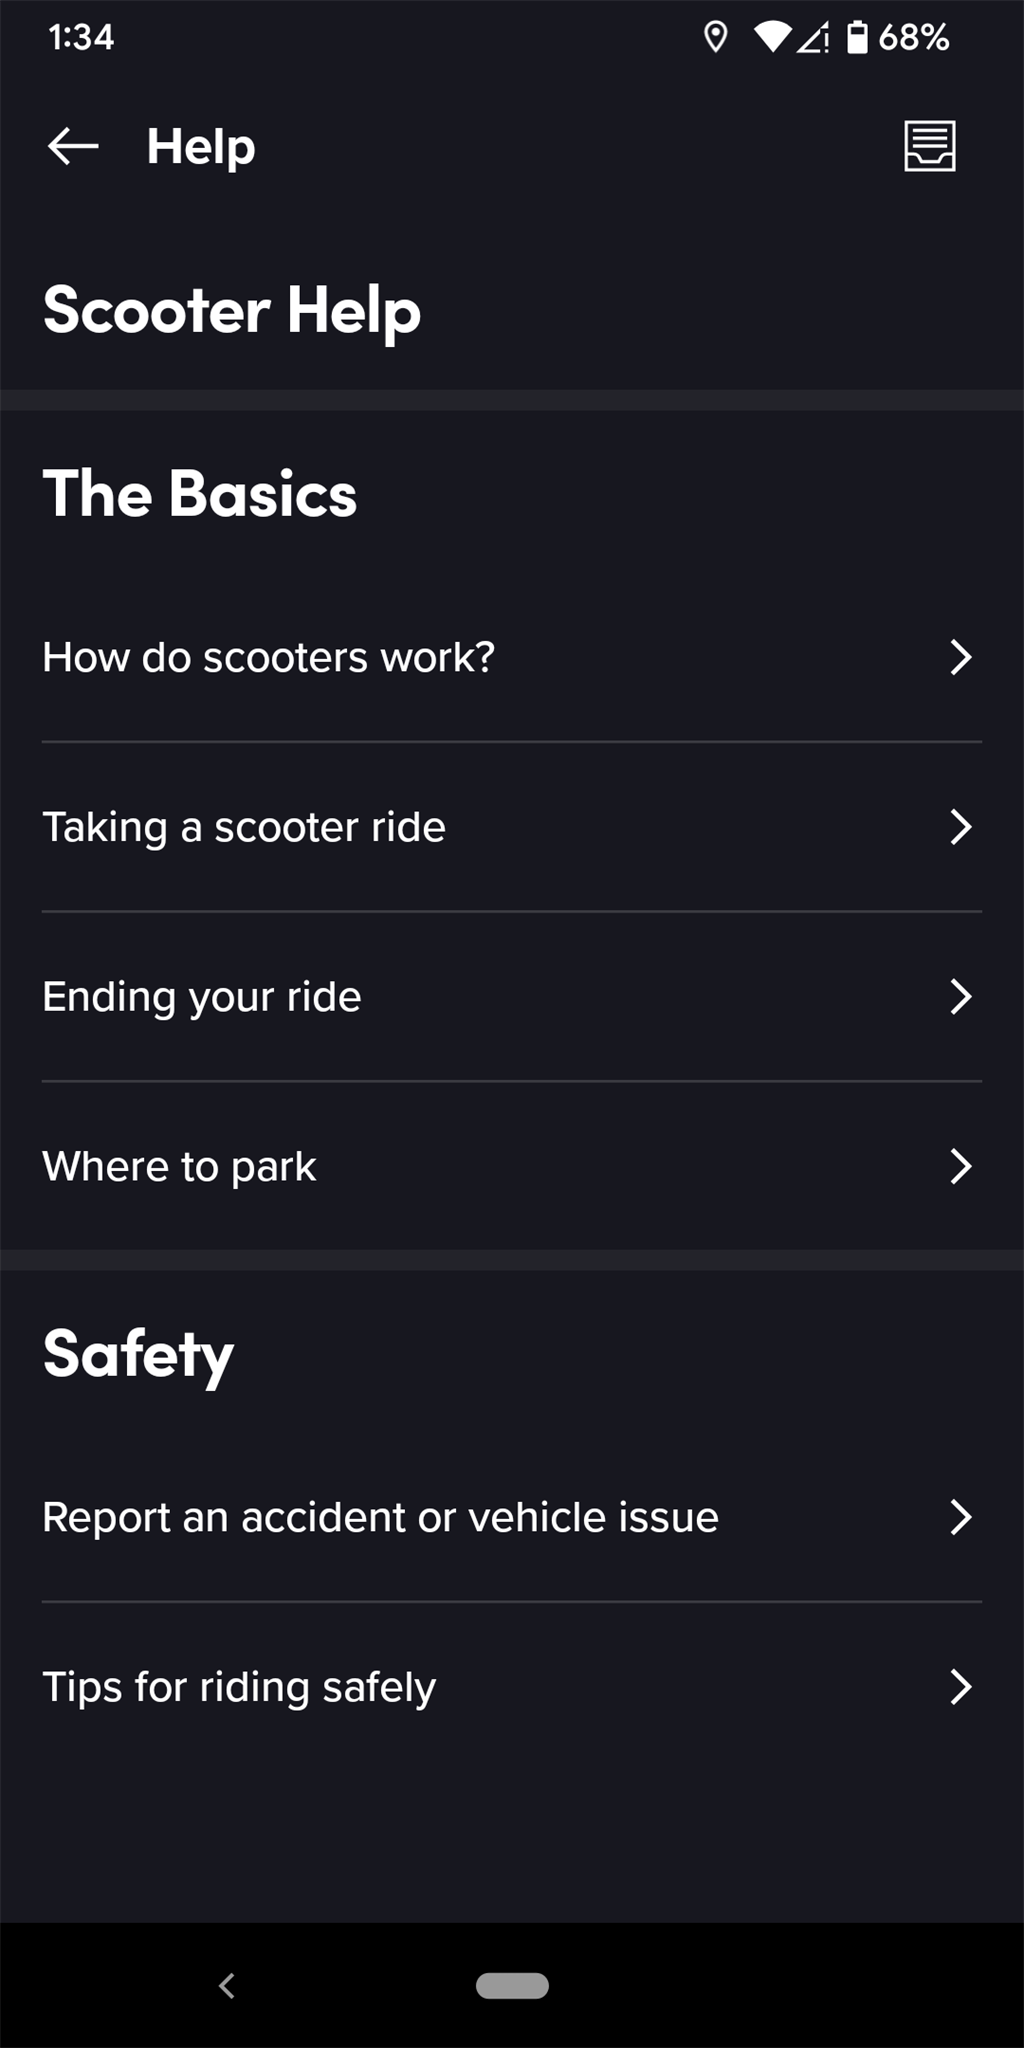 1:34
68%
Help
Scooter Help
The Basics
How do scooters work?
Taking a scooter ride
Ending your ride
Where to park
Safety
Report an accident or vehicle issue
Tips for riding safely